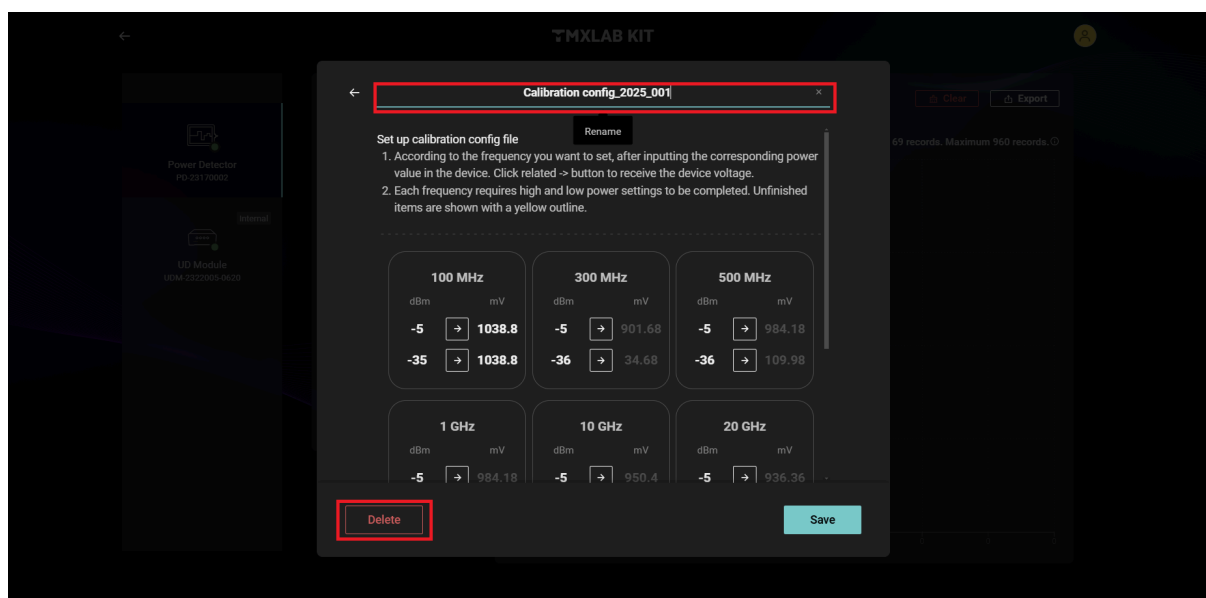 TMXLAB KIT
Calibration config_2025_001
Rename
Clear
Export
69 records. Maximum 960 records.
Power Detector
PD-23170002
Internal
UD Module
UDM-2322005-0620
Set up calibration config file
1. According to the frequency you want to set, after inputting the corresponding power
value in the device. Click related -> button to receive the
device voltage.
2. Each frequency requires high and low power settings to be completed. Unfinished
items are shown with a yellow outline.
100 MHz 300 MHz 500 MHz
dBm mV dBm mV dBm mV
-5 → 1038.8 -5 → 901.68 -5 → 984.18
-35 → 1038.8 -36 → 34.68 -36 → 109.98
1 GHz 10 GHz 20 GHz
dBm mV dBm mV dBm mV
-5 → 984.18 -5 → 950.4 -5 → 936.36
Delete Save